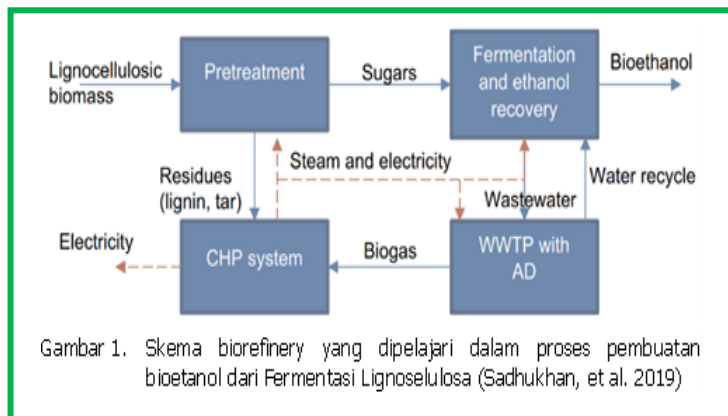 Lignocellulosic
biomass
Pretreatment
Sugars
Fermentation
and ethanol
recovery
Bioethanol
Residues
(lignin, tar)
Steam and electricity
Wastewater
Water recycle
Electricity
CHP system
Biogas
WWTP with
AD
Gambar 1. Skema biorefinery yang dipelajari dalam proses pembuatan
bioetanol dari Fermentasi Lignoselulosa (Sadhukhan, et al. 2019)